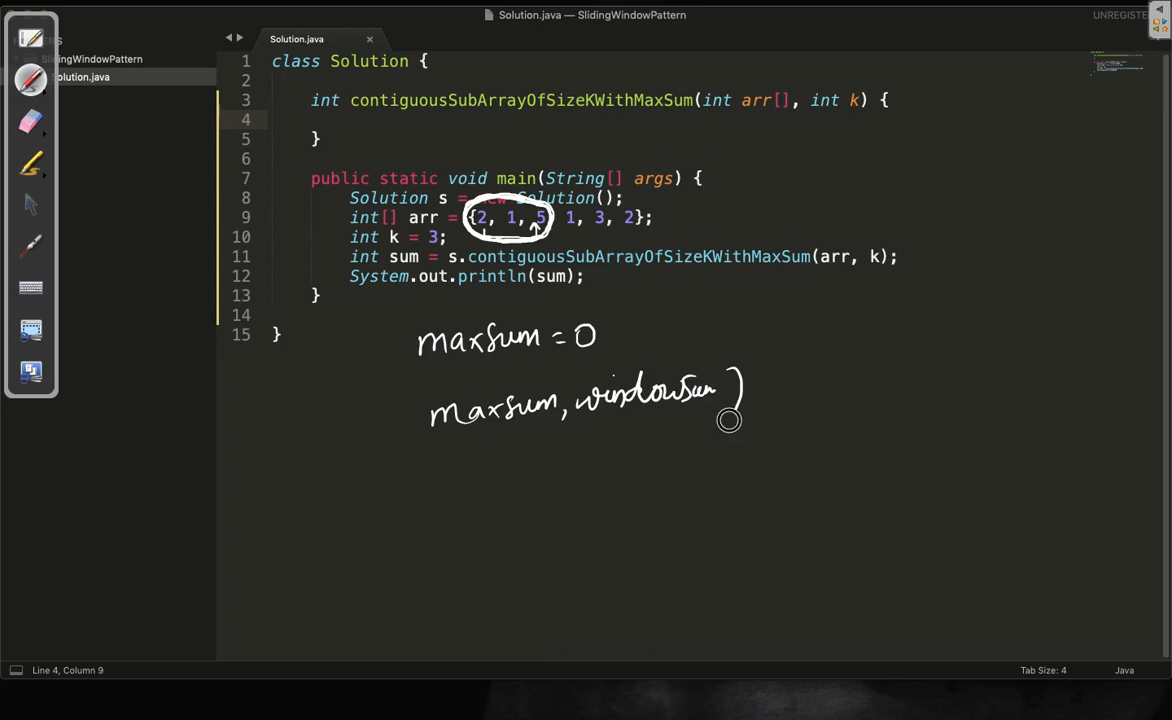 Solution.java — SlidingWindowPattern
UNREGISTE
SlidingWindowPattern
Solution.java
Solution.java
1 class Solution {
2
3 int contiguousSubArrayOfSizeKWithMaxSum(int arr[], int k) {
4
5 }
6
7 public static void main(String[] args) {
8 Solution s = new Solution();
9 int[] arr = {2, 1, 5, 1, 3, 2};
10 int k = 3;
11 int sum = s.contiguousSubArrayOfSizeKWithMaxSum(arr, k);
12 System.out.println(sum);
13 }
14
15 }
maxsum = 0
maxsum, windowsum )
Line 4, Column 9
Tab Size: 4
Java